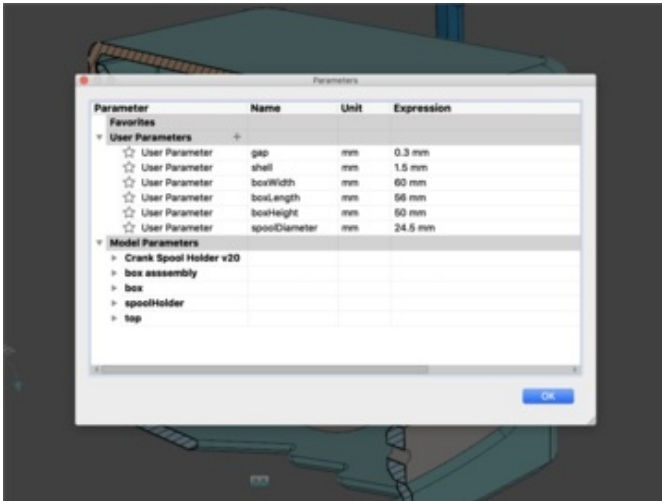 Parameters
Parameter Name Unit Expression
Favorites
User Parameters +
User Parameter gap mm 0.3 mm
User Parameter shell mm 1.5 mm
User Parameter boxWidth mm 60 mm
User Parameter boxLength mm 56 mm
User Parameter boxHeight mm 50 mm
User Parameter spoolDiameter mm 24.5 mm
Model Parameters
Crank Spool Holder v20
box asssembly
box
spoolHolder
top
OK